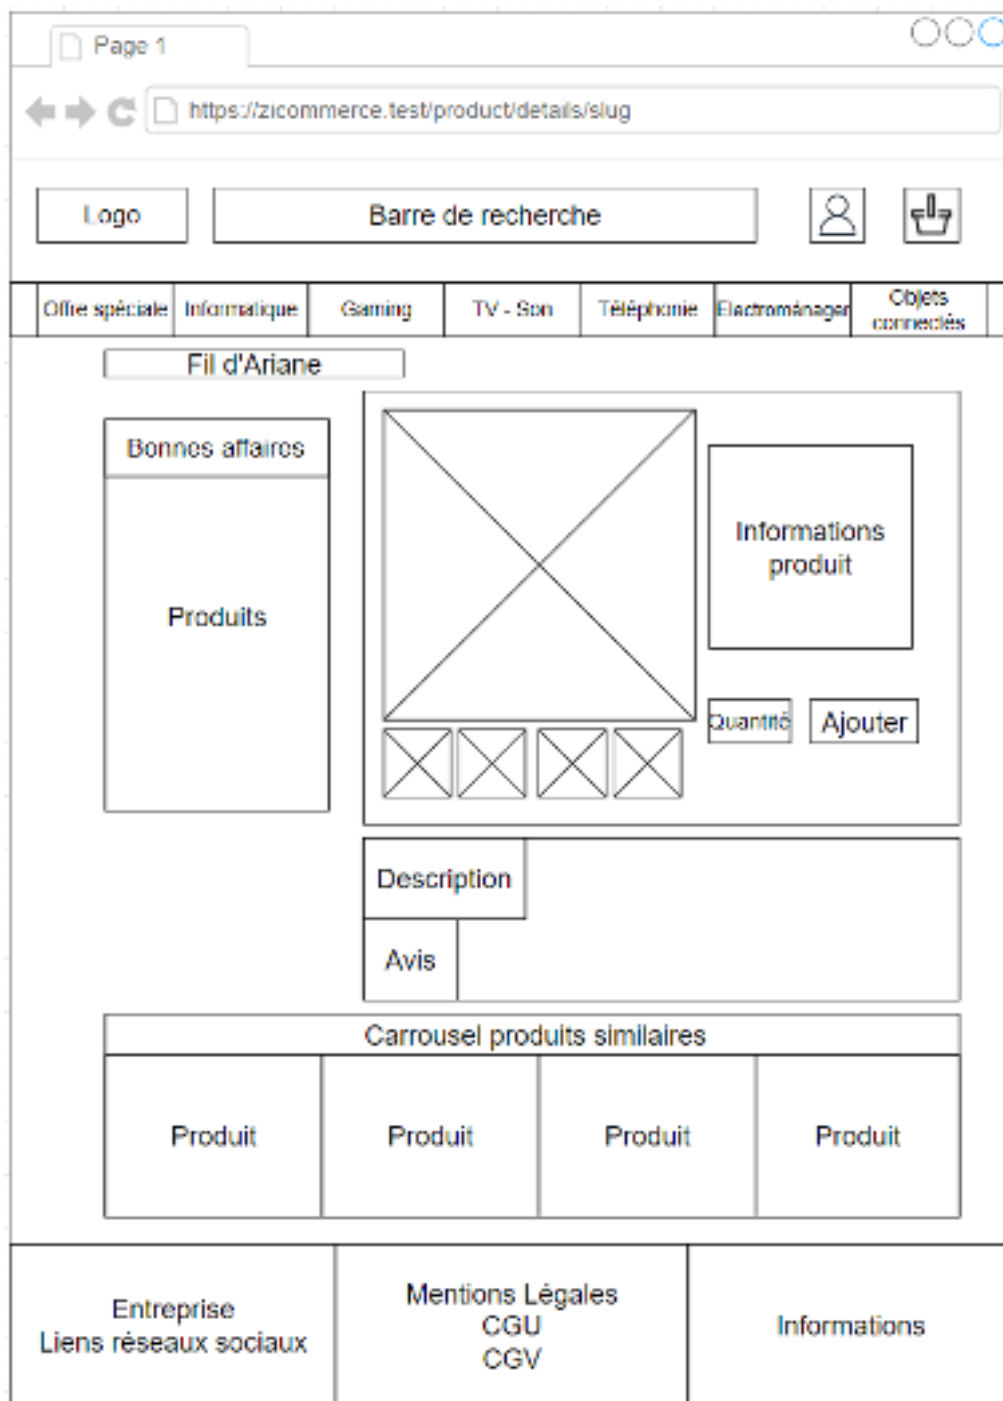 Page 1
https://zicommerce.test/product/details/slug
Logo
Barre de recherche
Offre spéciale
Informatique
Gaming
TV - Son
Téléphonie
Electroménager
Objets
connectés
Fil d'Ariane
Bonnes affaires
Produits
Informations
produit
Quantité
Ajouter
Description
Avis
Carrousel produits similaires
Produit
Produit
Produit
Produit
Entreprise
Liens réseaux sociaux
Mentions Légales
CGU
CGV
Informations